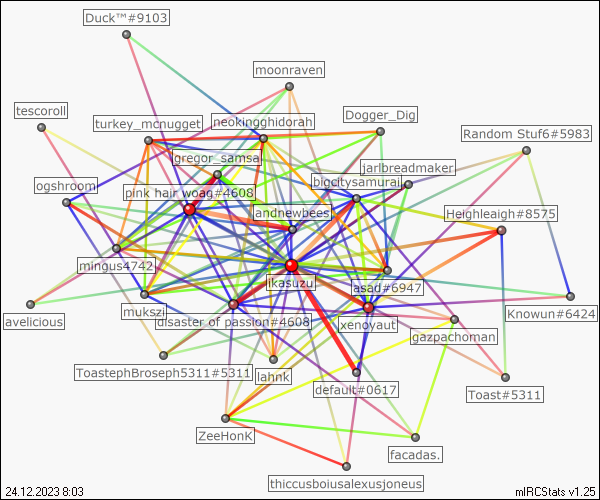 Duck™#9103
moonraven
tescoroll
turkey_mcnugget
neokingghidorah
Dogger_Dig
Random Stuf6#5983
gregor_samsa
jarlbreadmaker
ogshroom
pink hair woag#4608
bigcitysamurai
andnewbees
Heighleaigh#8575
mingus4742
ikasuzu
lasad#6947
mukszi
disaster of passion#4608
xenoyaut
Knowun#6424
avelicious
gazpachoman
ToastephBroseph5311#5311
lahnk
default#0617
Toast#5311
ZeeHonK
facadas.
thiccusboiusalexusjoneus
24.12.2023 8:03
mIRCStats v1.25